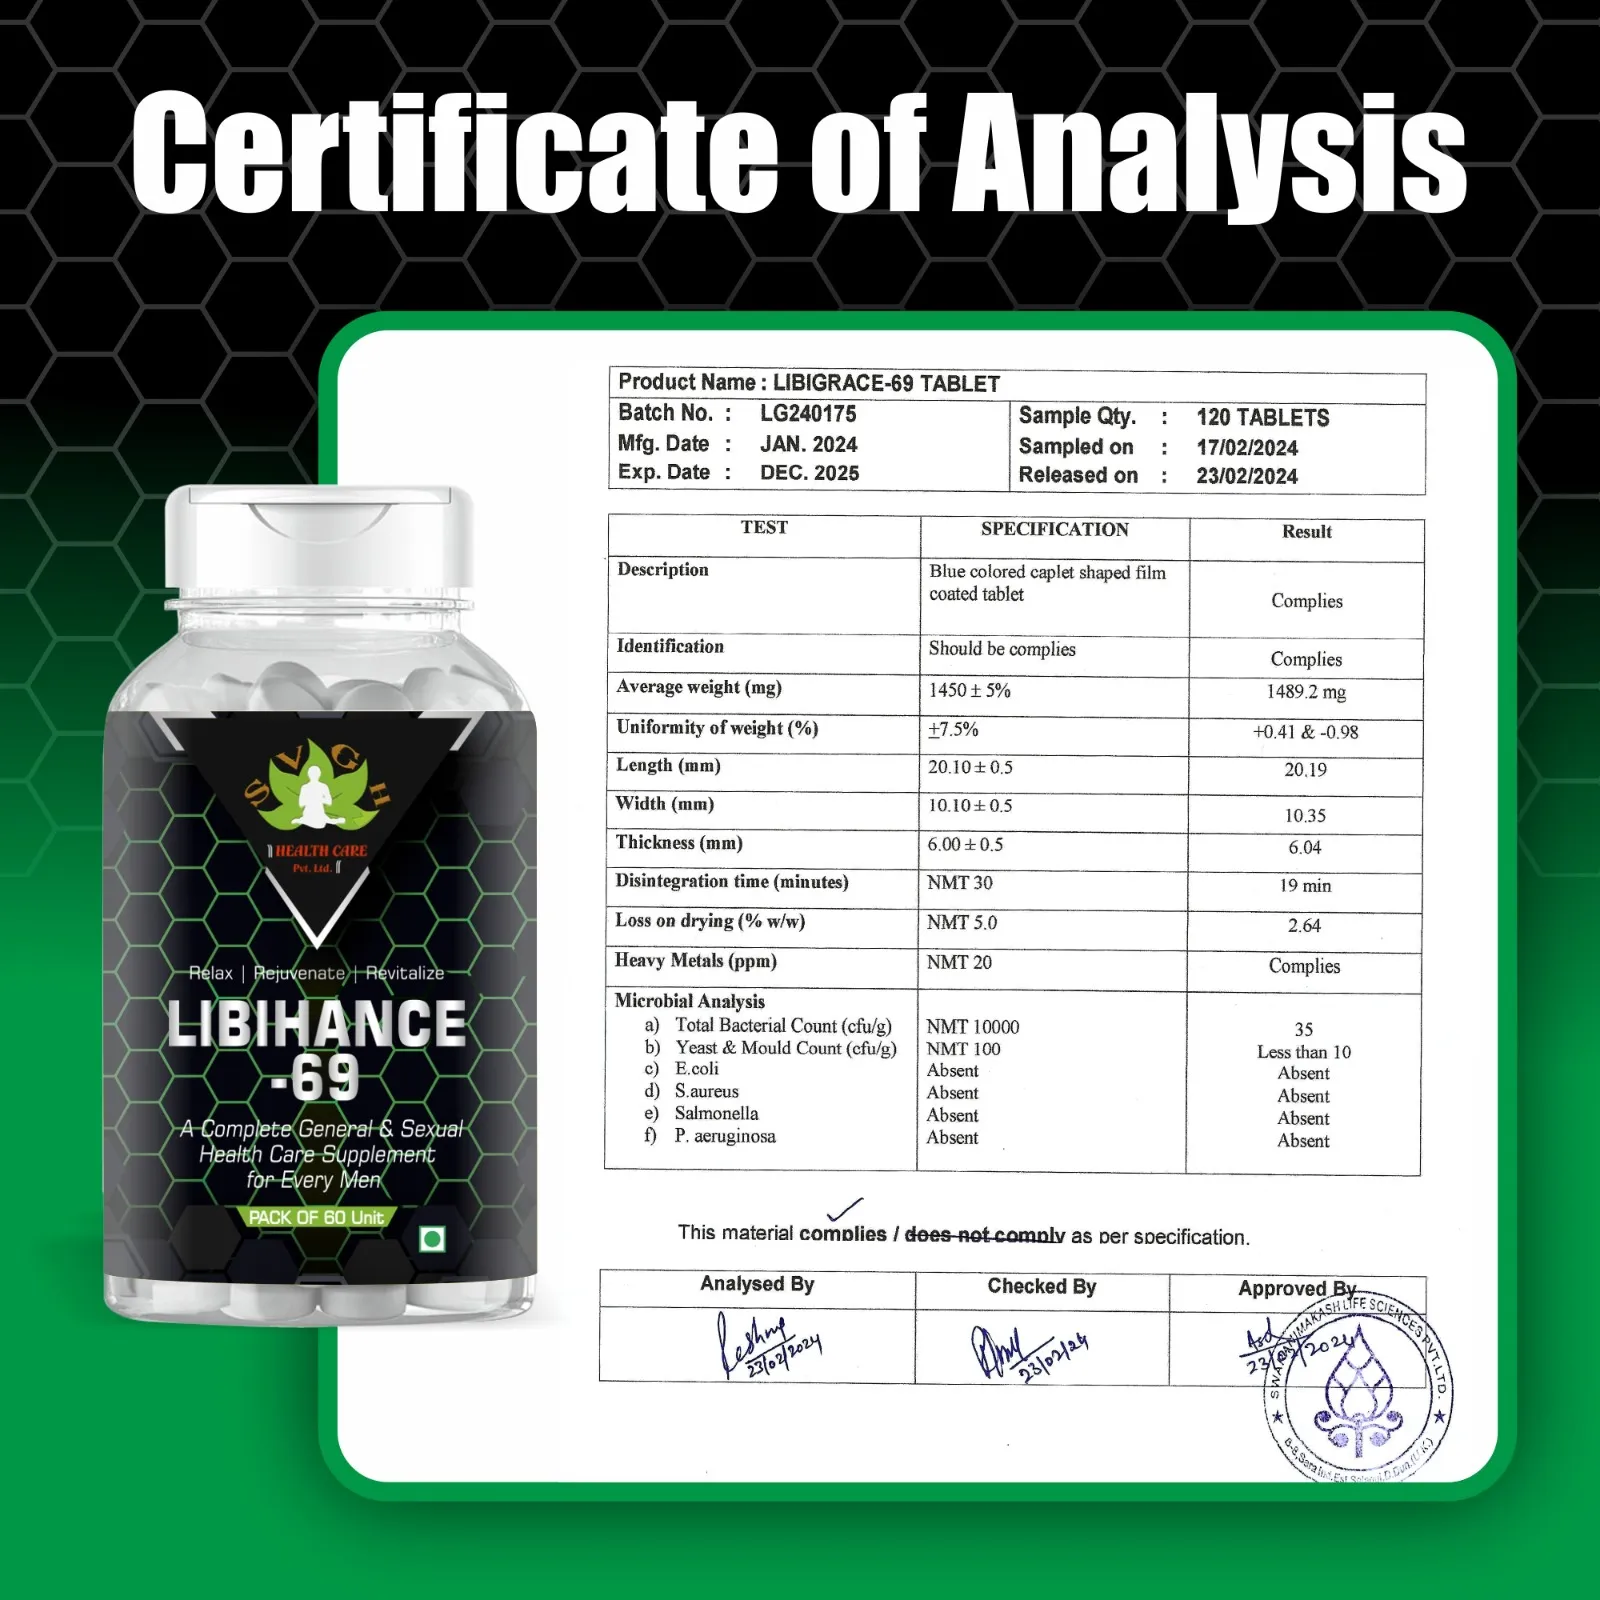 Certificate of Analysis
Product Name : LIBIGRACE-69 TABLET
Batch No. : LG240175
Mfg. Date : JAN. 2024
Exp. Date : DEC. 2025
Sample Qty. : 120 TABLETS
Sampled on : 17/02/2024
Released on : 23/02/2024
TEST SPECIFICATION Result
Description Blue colored caplet shaped film
coated tablet Complies
Identification Should be complies Complies
Average weight (mg) 1450 ± 5% 1489.2 mg
Uniformity of weight (%) ±7.5% +0.41 & -0.98
Length (mm) 20.10 ± 0.5 20.19
Width (mm) 10.10 ± 0.5 10.35
Thickness (mm) 6.00 ± 0.5 6.04
Disintegration time (minutes) NMT 30 19 min
Loss on drying (% w/w) NMT 5.0 2.64
Heavy Metals (ppm) NMT 20 Complies
Microbial Analysis
a) Total Bacterial Count (cfu/g) NMT 10000 35
b) Yeast & Mould Count (cfu/g) NMT 100 Less than 10
c) E.coli Absent Absent
d) S.aureus Absent Absent
e) Salmonella Absent Absent
f) P. aeruginosa Absent Absent
This material complies / does not comply as per specification.
Analysed By Checked By Approved By
23/02/2024
23/02/24
23/02/2024
MAKASH LIFE SCIENCES PVT. LTD.
SVGH
HEALTH CARE
Pvt. Ltd.
Relax | Rejuvenate | Revitalize
LIBIHANCE
-69
A Complete General & Sexual
Health Care Supplement
for Every Men
PACK OF 60 Unit